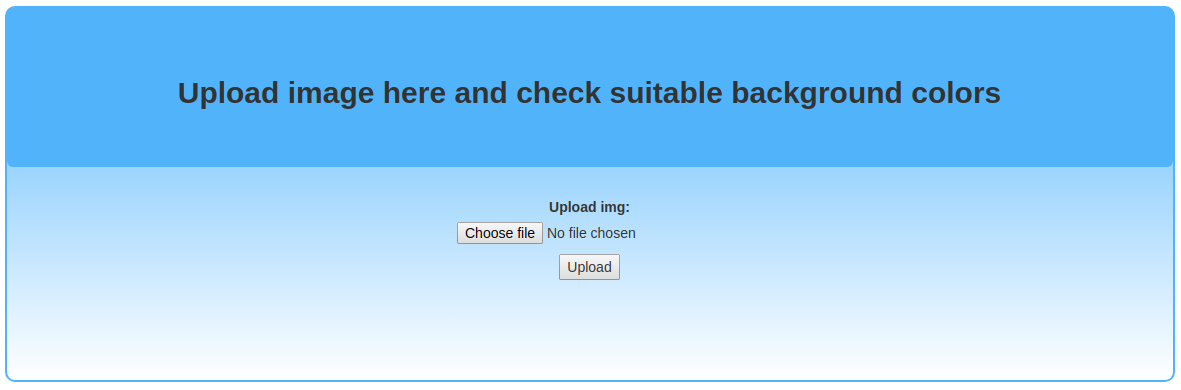 Upload image here and check suitable background colors
Upload img:
Choose file No file chosen
Upload